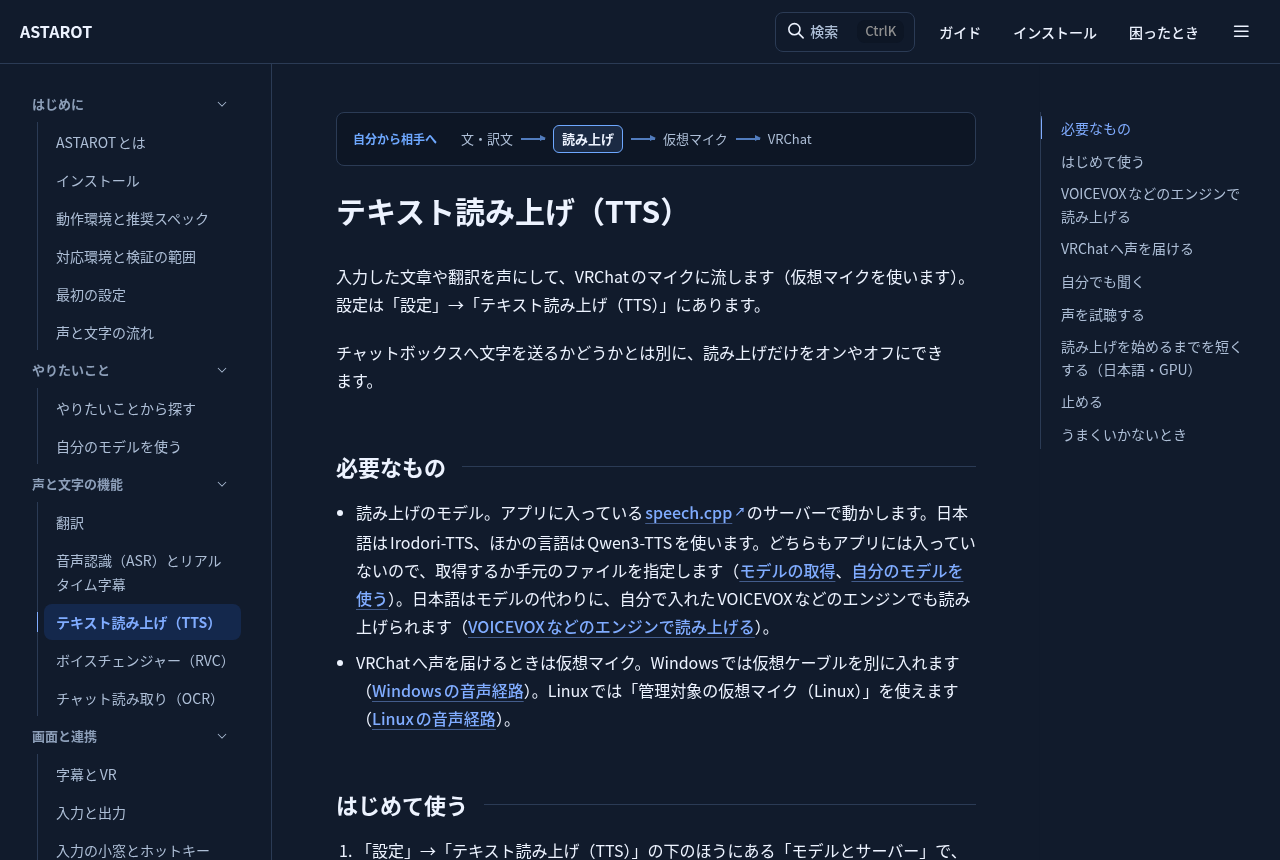 ASTAROT
検索 CtrlK
ガイド
インストール
困ったとき
はじめに
ASTAROTとは
インストール
動作環境と推奨スペック
対応環境と検証の範囲
最初の設定
声と文字の流れ
やりたいこと
やりたいことから探す
自分のモデルを使う
声と文字の機能
翻訳
音声認識（ASR）とリアル
タイム字幕
テキスト読み上げ（TTS）
ボイスチェンジャー（RVC）
チャット読み取り（OCR）
画面と連携
字幕とVR
入力と出力
入力の小窓とホットキー
自分から相手へ 文・訳文 → 読み上げ → 仮想マイク → VRChat
テキスト読み上げ（TTS）
入力した文章や翻訳を声にして、VRChatのマイクに流します（仮想マイクを使います）。
設定は「設定」→「テキスト読み上げ（TTS）」にあります。
チャットボックスへ文字を送るかどうかとは別に、読み上げだけをオンやオフにでき
ます。
必要なもの
• 読み上げのモデル。アプリに入っているspeech.cpp↗のサーバーで動かします。日本
語はIrodori-TTS、ほかの言語はQwen3-TTSを使います。どちらもアプリには入ってい
ないので、取得するか手元のファイルを指定します（モデルの取得、自分のモデルを
使う）。日本語はモデルの代わりに、自分で入れたVOICEVOXなどのエンジンでも読み
上げられます（VOICEVOXなどのエンジンで読み上げる）。
• VRChatへ声を届けるときは仮想マイク。Windowsでは仮想ケーブルを別に入れます
（Windowsの音声経路）。Linuxでは「管理対象の仮想マイク（Linux）」を使えます
（Linuxの音声経路）。
はじめて使う
1. 「設定」→「テキスト読み上げ（TTS）」の下のほうにある「モデルとサーバー」で、
必要なもの
はじめて使う
VOICEVOXなどのエンジンで
読み上げる
VRChatへ声を届ける
自分でも聞く
声を試聴する
読み上げを始めるまでを短く
する（日本語・GPU）
止める
うまくいかないとき